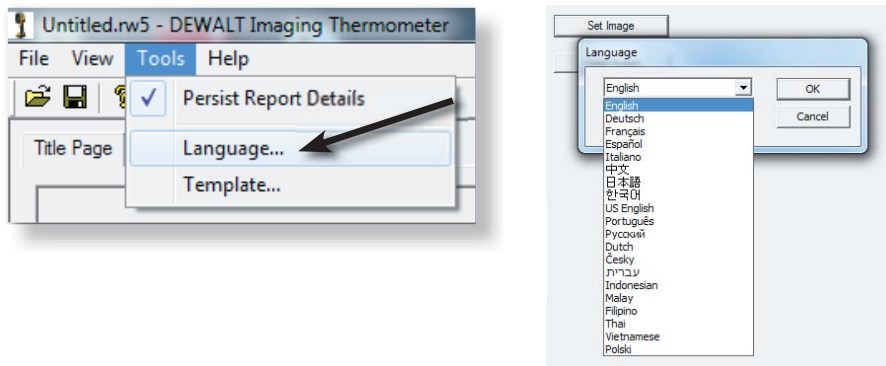 Untitled.rw5 - DEWALT Imaging Thermometer
File View Tools Help
Persist Report Details
Title Page
Language...
Template...
Set Image
Language
English
OK
Cancel
English
Deutsch
Français
Español
Italiano
中文
日本語
한국어
US English
Português
Русский
Dutch
Česky
עברית
Indonesian
Malay
Filipino
Thai
Vietnamese
Polski